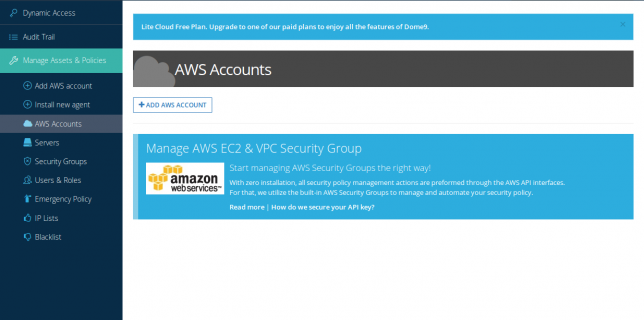 Dynamic Access
Audit Trail
Manage Assets & Policies
Add AWS account
Install new agent
AWS Accounts
Servers
Security Groups
Users & Roles
Emergency Policy
IP Lists
Blacklist
Lite Cloud Free Plan. Upgrade to one of our paid plans to enjoy all the features of Dome9.
×
AWS Accounts
+ ADD AWS ACCOUNT
Manage AWS EC2 & VPC Security Group
amazon
web services™
Start managing AWS Security Groups the right way!
With zero installation, all security policy management actions are preformed through the AWS API interfaces.
For that, we utilize the built-in AWS Security Groups to manage and automate your security policy.
Read more | How do we secure your API key?